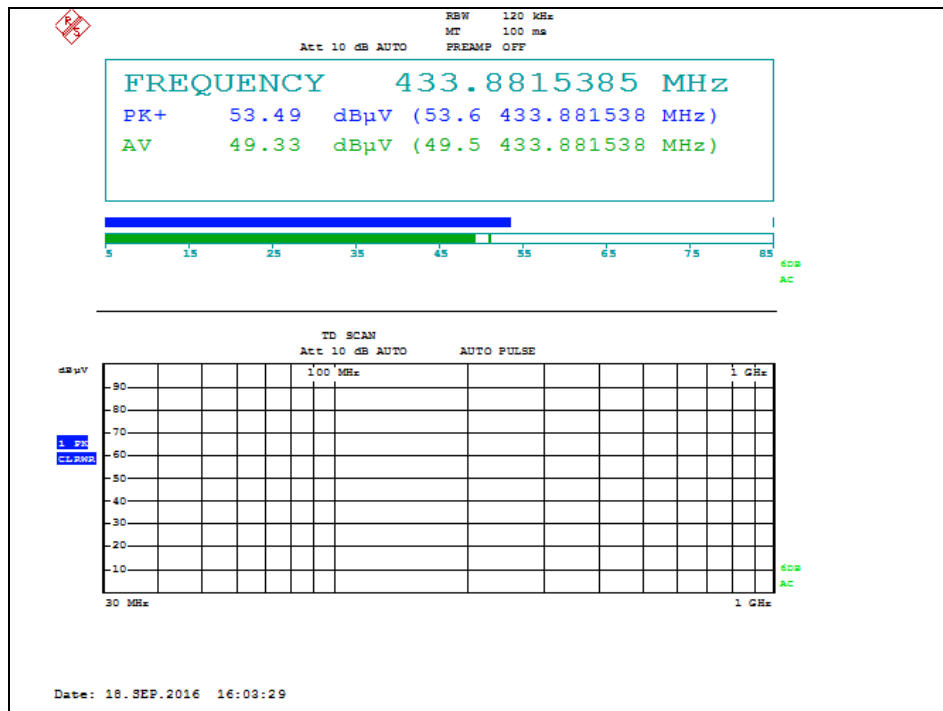 R S
RBW 120 kHz
MT 100 ms
Att 10 dB AUTO PREAMP OFF
FREQUENCY 433.8815385 MHz
PK+ 53.49 dBµV (53.6 433.881538 MHz)
AV 49.33 dBµV (49.5 433.881538 MHz)
5 15 25 35 45 55 65 75 85
6DB
AC
TD SCAN
Att 10 dB AUTO AUTO PULSE
dBµV 100 MHz 1 GHz
90
80
70
1 PK
CLRWR
60
50
40
30
20
10
6DB
AC
30 MHz 1 GHz
Date: 18.SEP.2016 16:03:29